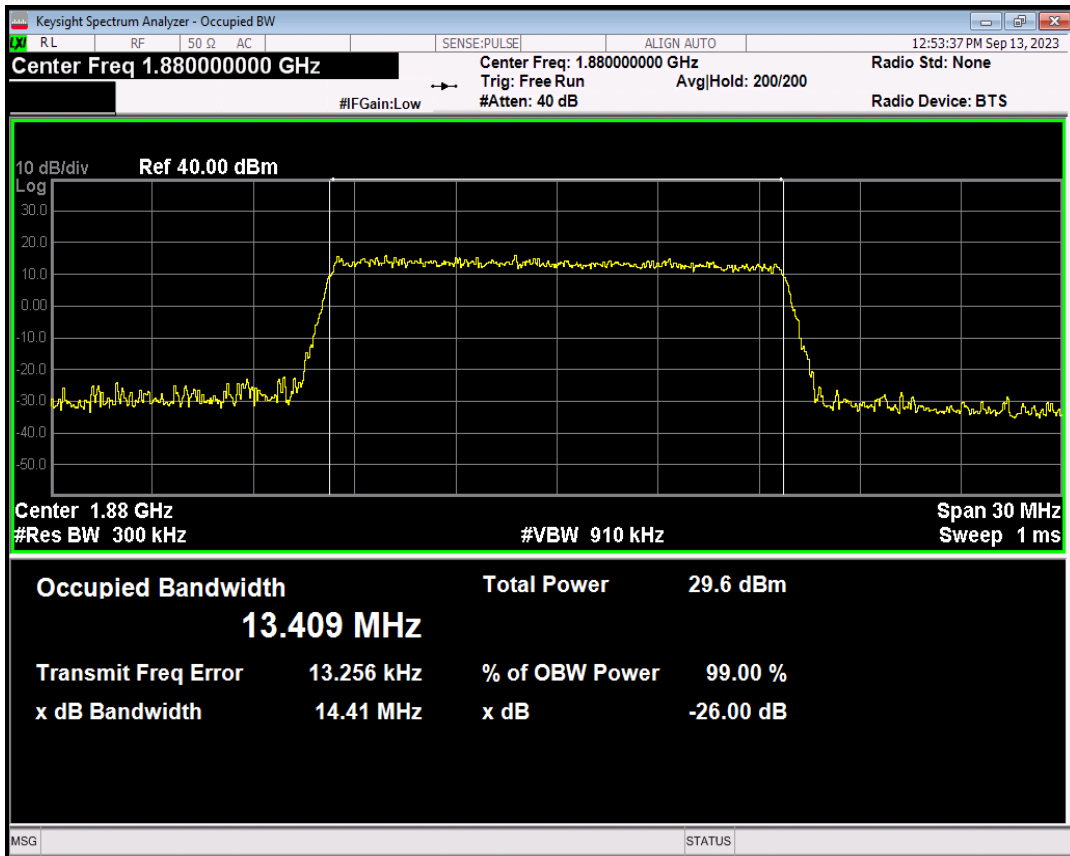 Keysight Spectrum Analyzer - Occupied BW
LXI RL RF 50 Ω AC SENSE:PULSE ALIGN AUTO 12:53:37 PM Sep 13, 2023
Center Freq 1.880000000 GHz Center Freq: 1.880000000 GHz Radio Std: None
Trig: Free Run Avg|Hold: 200/200
#IFGain:Low #Atten: 40 dB Radio Device: BTS
10 dB/div Ref 40.00 dBm
Log
30.0
20.0
10.0
0.00
-10.0
-20.0
-30.0
-40.0
-50.0
Center 1.88 GHz Span 30 MHz
#Res BW 300 kHz #VBW 910 kHz Sweep 1 ms
Occupied Bandwidth Total Power 29.6 dBm
13.409 MHz
Transmit Freq Error 13.256 kHz % of OBW Power 99.00 %
x dB Bandwidth 14.41 MHz x dB -26.00 dB
MSG STATUS